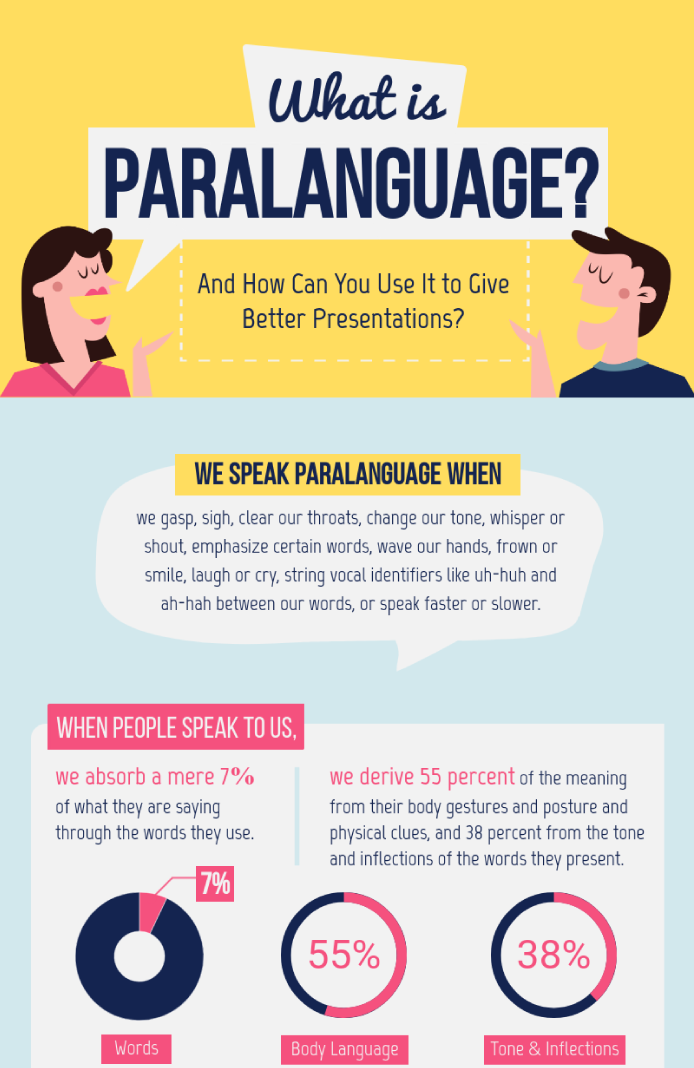 What is
PARALANGUAGE?
And How Can You Use It to Give
Better Presentations?
WE SPEAK PARALANGUAGE WHEN
we gasp, sigh, clear our throats, change our tone, whisper or
shout, emphasize certain words, wave our hands, frown or
smile, laugh or cry, string vocal identifiers like uh-huh and
ah-hah between our words, or speak faster or slower.
WHEN PEOPLE SPEAK TO US,
we absorb a mere 7%
of what they are saying
through the words they use.
we derive 55 percent of the meaning
from their body gestures and posture and
physical clues, and 38 percent from the tone
and inflections of the words they present.
7%
55%
38%
Words
Body Language
Tone & Inflections